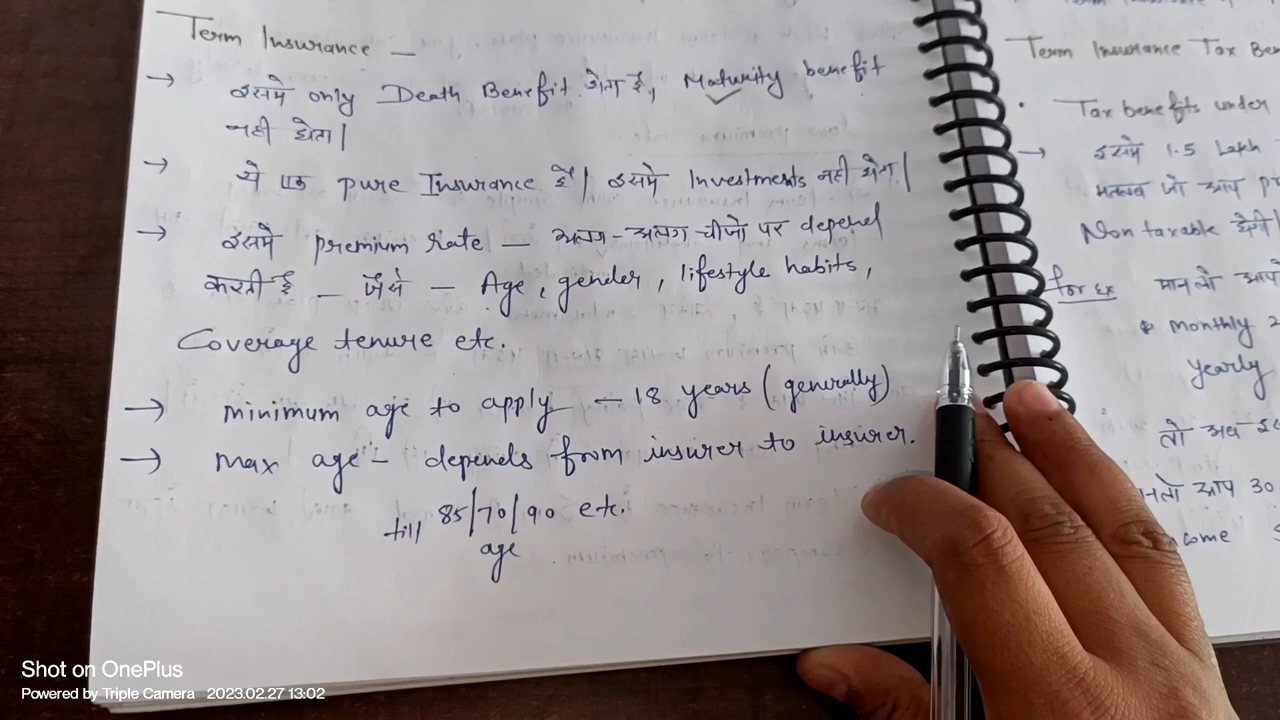 Term Insurance —
→ इसमे only Death Benefit होता है, Maturity benefit
नही होता|
→ ये एक pure Insurance है| इसमे Investments नही होता|
→ इसमे premium rate — अलग-अलग चीजो पर depend
करती है — जैसे — Age, gender, lifestyle habits,
Coverage tenure etc.
→ minimum age to apply — 18 years (generally)
→ Max age - depends from insurer to insurer.
till 85/70/90 etc.
age
Term Insurance Tax Ben
• Tax benefits under
→ इसमे 1.5 Lakh
मतलब जो आप pr
Non taxable होगी|
for Ex मान लो आपने
monthly 2
yearly
तो अब इस
आप 30
come
Shot on OnePlus
Powered by Triple Camera 2023.02.27 13:02